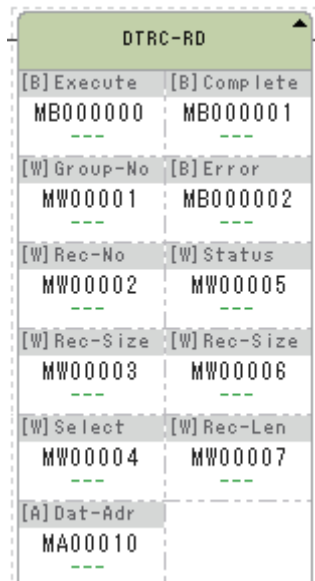 DTRC-RD
[B]Execute [B]Complete
MB000000 MB000001
--- ---
[W]Group-No [B]Error
MW00001 MB000002
--- ---
[W]Rec-No [W]Status
MW00002 MW00005
--- ---
[W]Rec-Size [W]Rec-Size
MW00003 MW00006
--- ---
[W]Select [W]Rec-Len
MW00004 MW00007
--- ---
[A]Dat-Adr
MA00010
---